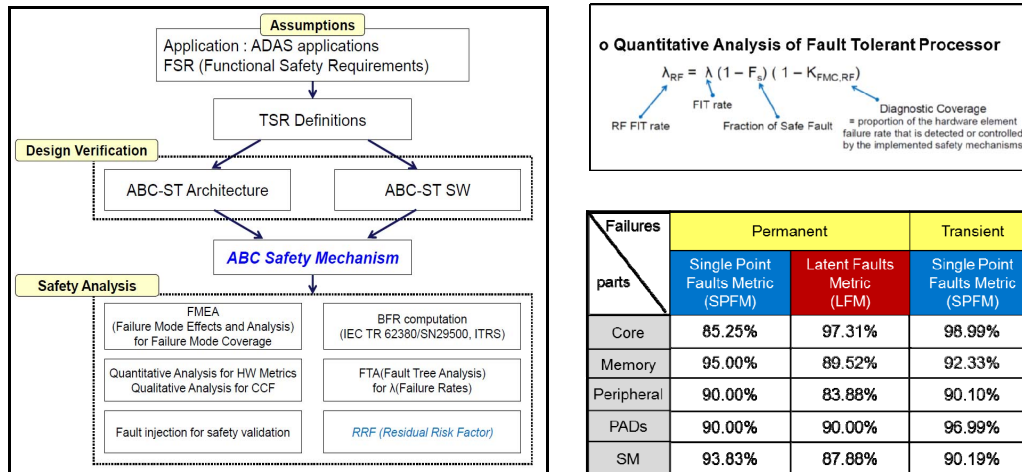 Assumptions
Application : ADAS applications
FSR (Functional Safety Requirements)
TSR Definitions
Design Verification
ABC-ST Architecture
ABC-ST SW
ABC Safety Mechanism
Safety Analysis
FMEA
(Failure Mode Effects and Analysis)
for Failure Mode Coverage
BFR computation
(IEC TR 62380/SN29500, ITRS)
Quantitative Analysis for HW Metrics
Qualitative Analysis for CCF
FTA(Fault Tree Analysis)
for λ(Failure Rates)
Fault injection for safety validation
RRF (Residual Risk Factor)
o Quantitative Analysis of Fault Tolerant Processor
λRF = λ (1 – Fs) ( 1 - KFMC,RF)
FIT rate
RF FIT rate
Fraction of Safe Fault
Diagnostic Coverage
= proportion of the hardware element
failure rate that is detected or controlled
by the implemented safety mechanisms
Failures
parts
Permanent
Transient
Single Point Faults Metric (SPFM)
Latent Faults Metric (LFM)
Single Point Faults Metric (SPFM)
Core 85.25% 97.31% 98.99%
Memory 95.00% 89.52% 92.33%
Peripheral 90.00% 83.88% 90.10%
PADs 90.00% 90.00% 96.99%
SM 93.83% 87.88% 90.19%